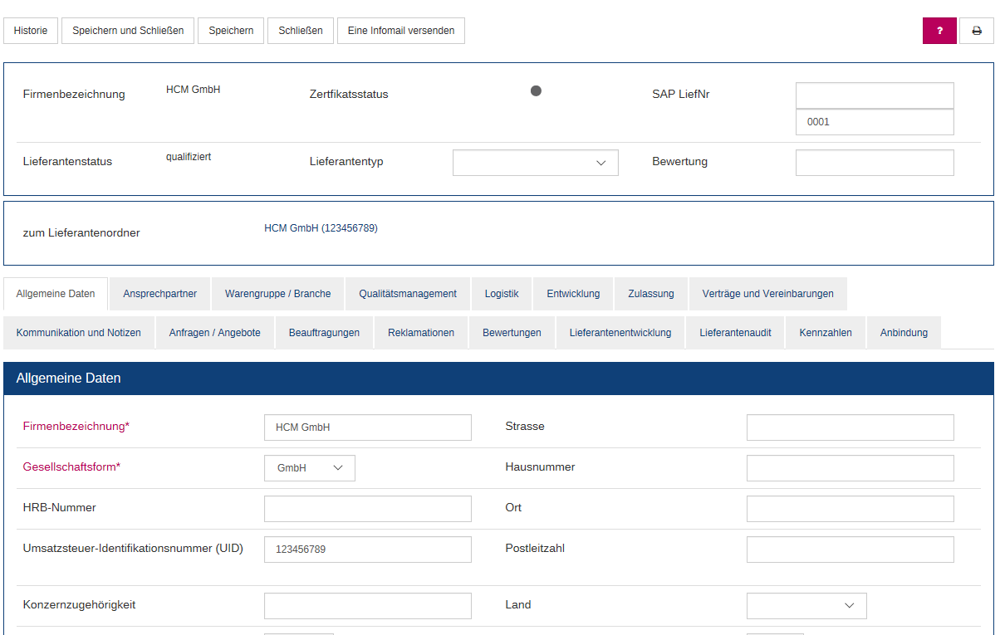 Historie Speichern und Schließen Speichern Schließen Eine Infomail versenden ?
Firmenbezeichnung HCM GmbH Zertfikatsstatus SAP LiefNr
0001
Lieferantenstatus qualifiziert Lieferantentyp Bewertung
zum Lieferantenordner HCM GmbH (123456789)
Allgemeine Daten Ansprechpartner Warengruppe / Branche Qualitätsmanagement Logistik Entwicklung Zulassung Verträge und Vereinbarungen
Kommunikation und Notizen Anfragen / Angebote Beauftragungen Reklamationen Bewertungen Lieferantenentwicklung Lieferantenaudit Kennzahlen Anbindung
Allgemeine Daten
Firmenbezeichnung* HCM GmbH Strasse
Gesellschaftsform* GmbH Hausnummer
HRB-Nummer Ort
Umsatzsteuer-Identifikationsnummer (UID) 123456789 Postleitzahl
Konzernzugehörigkeit Land